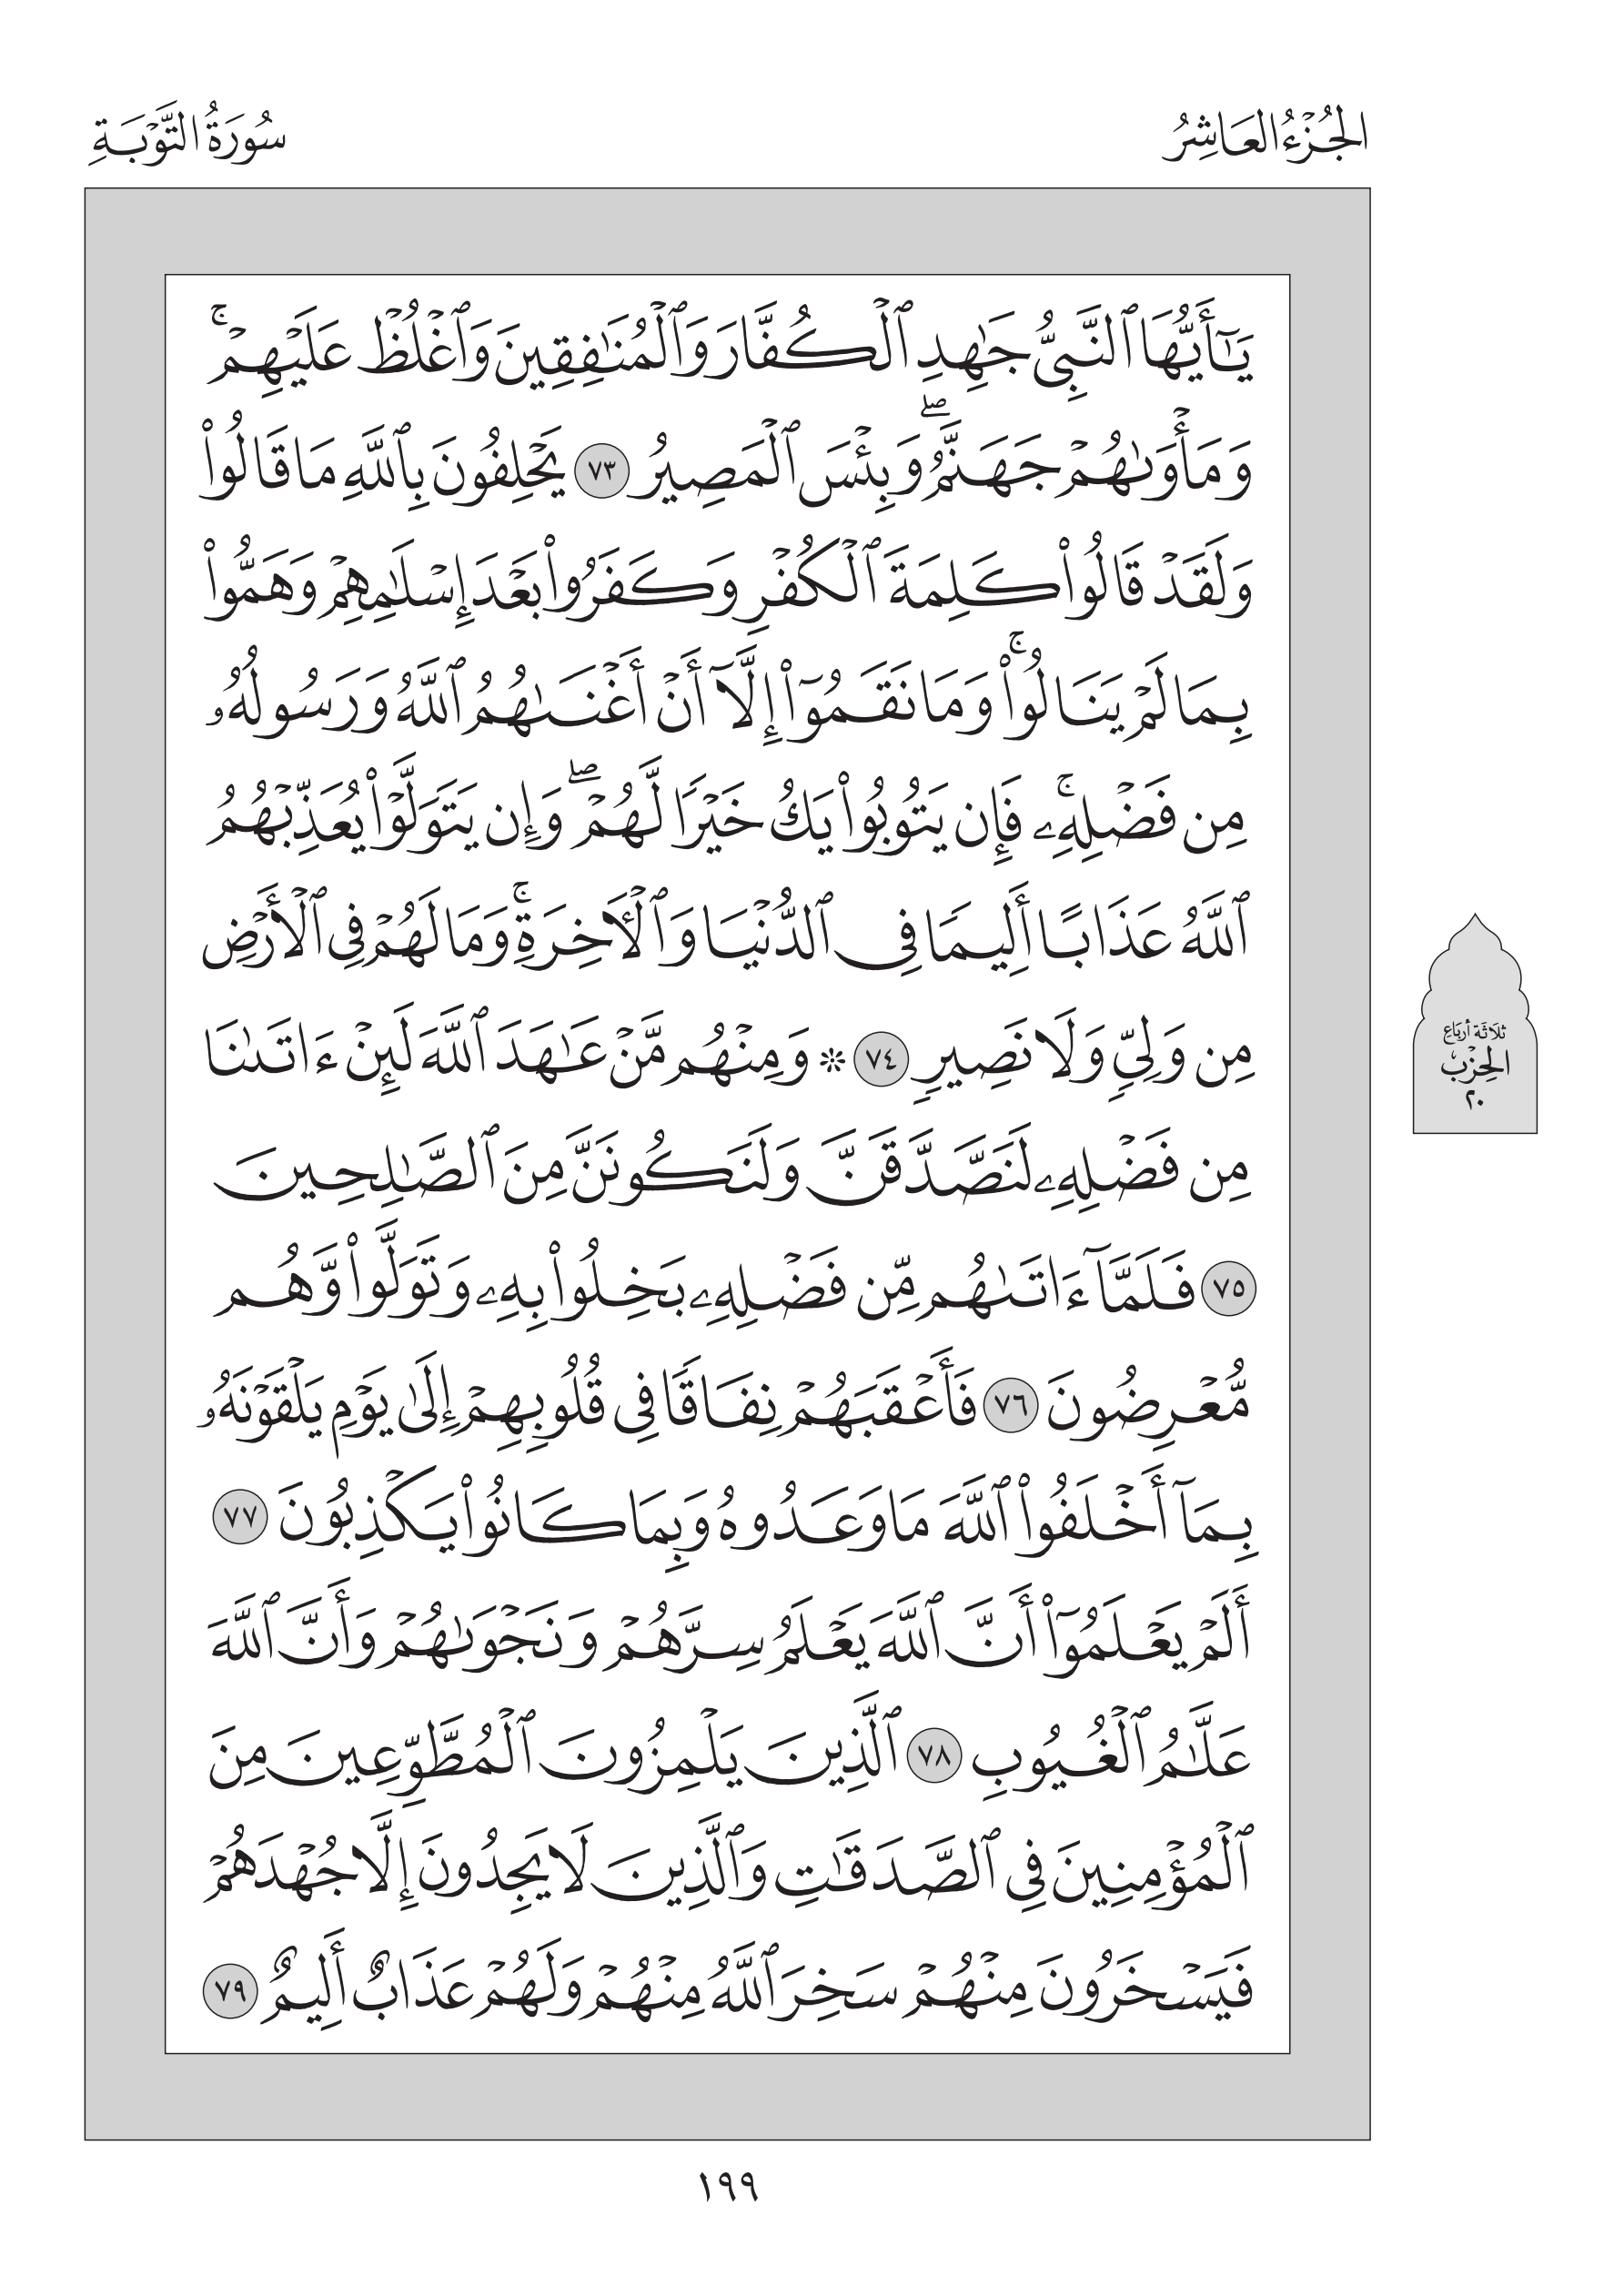 الجُزْءُ العَاشِرُ
سُورَةُ التَّوْبَةِ
يَٰٓأَيُّهَا ٱلنَّبِيُّ جَٰهِدِ ٱلْكُفَّارَ وَٱلْمُنَٰفِقِينَ وَٱغْلُظْ عَلَيْهِمْ ۚ
وَمَأْوَىٰهُمْ جَهَنَّمُ ۖ وَبِئْسَ ٱلْمَصِيرُ ٧٣ يَحْلِفُونَ بِٱللَّهِ مَا قَالُوا۟
وَلَقَدْ قَالُوا۟ كَلِمَةَ ٱلْكُفْرِ وَكَفَرُوا۟ بَعْدَ إِسْلَٰمِهِمْ وَهَمُّوا۟
بِمَا لَمْ يَنَالُوا۟ ۚ وَمَا نَقَمُوٓا۟ إِلَّآ أَنْ أَغْنَىٰهُمُ ٱللَّهُ وَرَسُولُهُۥ
مِن فَضْلِهِۦ ۚ فَإِن يَتُوبُوا۟ يَكُ خَيْرًا لَّهُمْ ۖ وَإِن يَتَوَلَّوْا۟ يُعَذِّبْهُمُ
ٱللَّهُ عَذَابًا أَلِيمًا فِى ٱلدُّنْيَا وَٱلْـَٔاخِرَةِ ۚ وَمَا لَهُمْ فِى ٱلْأَرْضِ
مِن وَلِىٍّ وَلَا نَصِيرٍ ٧٤ ۞ وَمِنْهُم مَّنْ عَٰهَدَ ٱللَّهَ لَئِنْ ءَاتَىٰنَا
مِن فَضْلِهِۦ لَنَصَّدَّقَنَّ وَلَنَكُونَنَّ مِنَ ٱلصَّٰلِحِينَ
٧٥ فَلَمَّآ ءَاتَىٰهُم مِّن فَضْلِهِۦ بَخِلُوا۟ بِهِۦ وَتَوَلَّوا۟ وَّهُم
مُّعْرِضُونَ ٧٦ فَأَعْقَبَهُمْ نِفَاقًا فِى قُلُوبِهِمْ إِلَىٰ يَوْمِ يَلْقَوْنَهُۥ
بِمَآ أَخْلَفُوا۟ ٱللَّهَ مَا وَعَدُوهُ وَبِمَا كَانُوا۟ يَكْذِبُونَ ٧٧
أَلَمْ يَعْلَمُوٓا۟ أَنَّ ٱللَّهَ يَعْلَمُ سِرَّهُمْ وَنَجْوَىٰهُمْ وَأَنَّ ٱللَّهَ
عَلَّٰمُ ٱلْغُيُوبِ ٧٨ ٱلَّذِينَ يَلْمِزُونَ ٱلْمُطَّوِّعِينَ مِنَ
ٱلْمُؤْمِنِينَ فِى ٱلصَّدَقَٰتِ وَٱلَّذِينَ لَا يَجِدُونَ إِلَّا جُهْدَهُمْ
فَيَسْخَرُونَ مِنْهُمْ سَخِرَ ٱللَّهُ مِنْهُمْ وَلَهُمْ عَذَابٌ أَلِيمٌ ٧٩
ثَلَاثَة أَربَاع
الحِزْب
٢٠
١٩٩